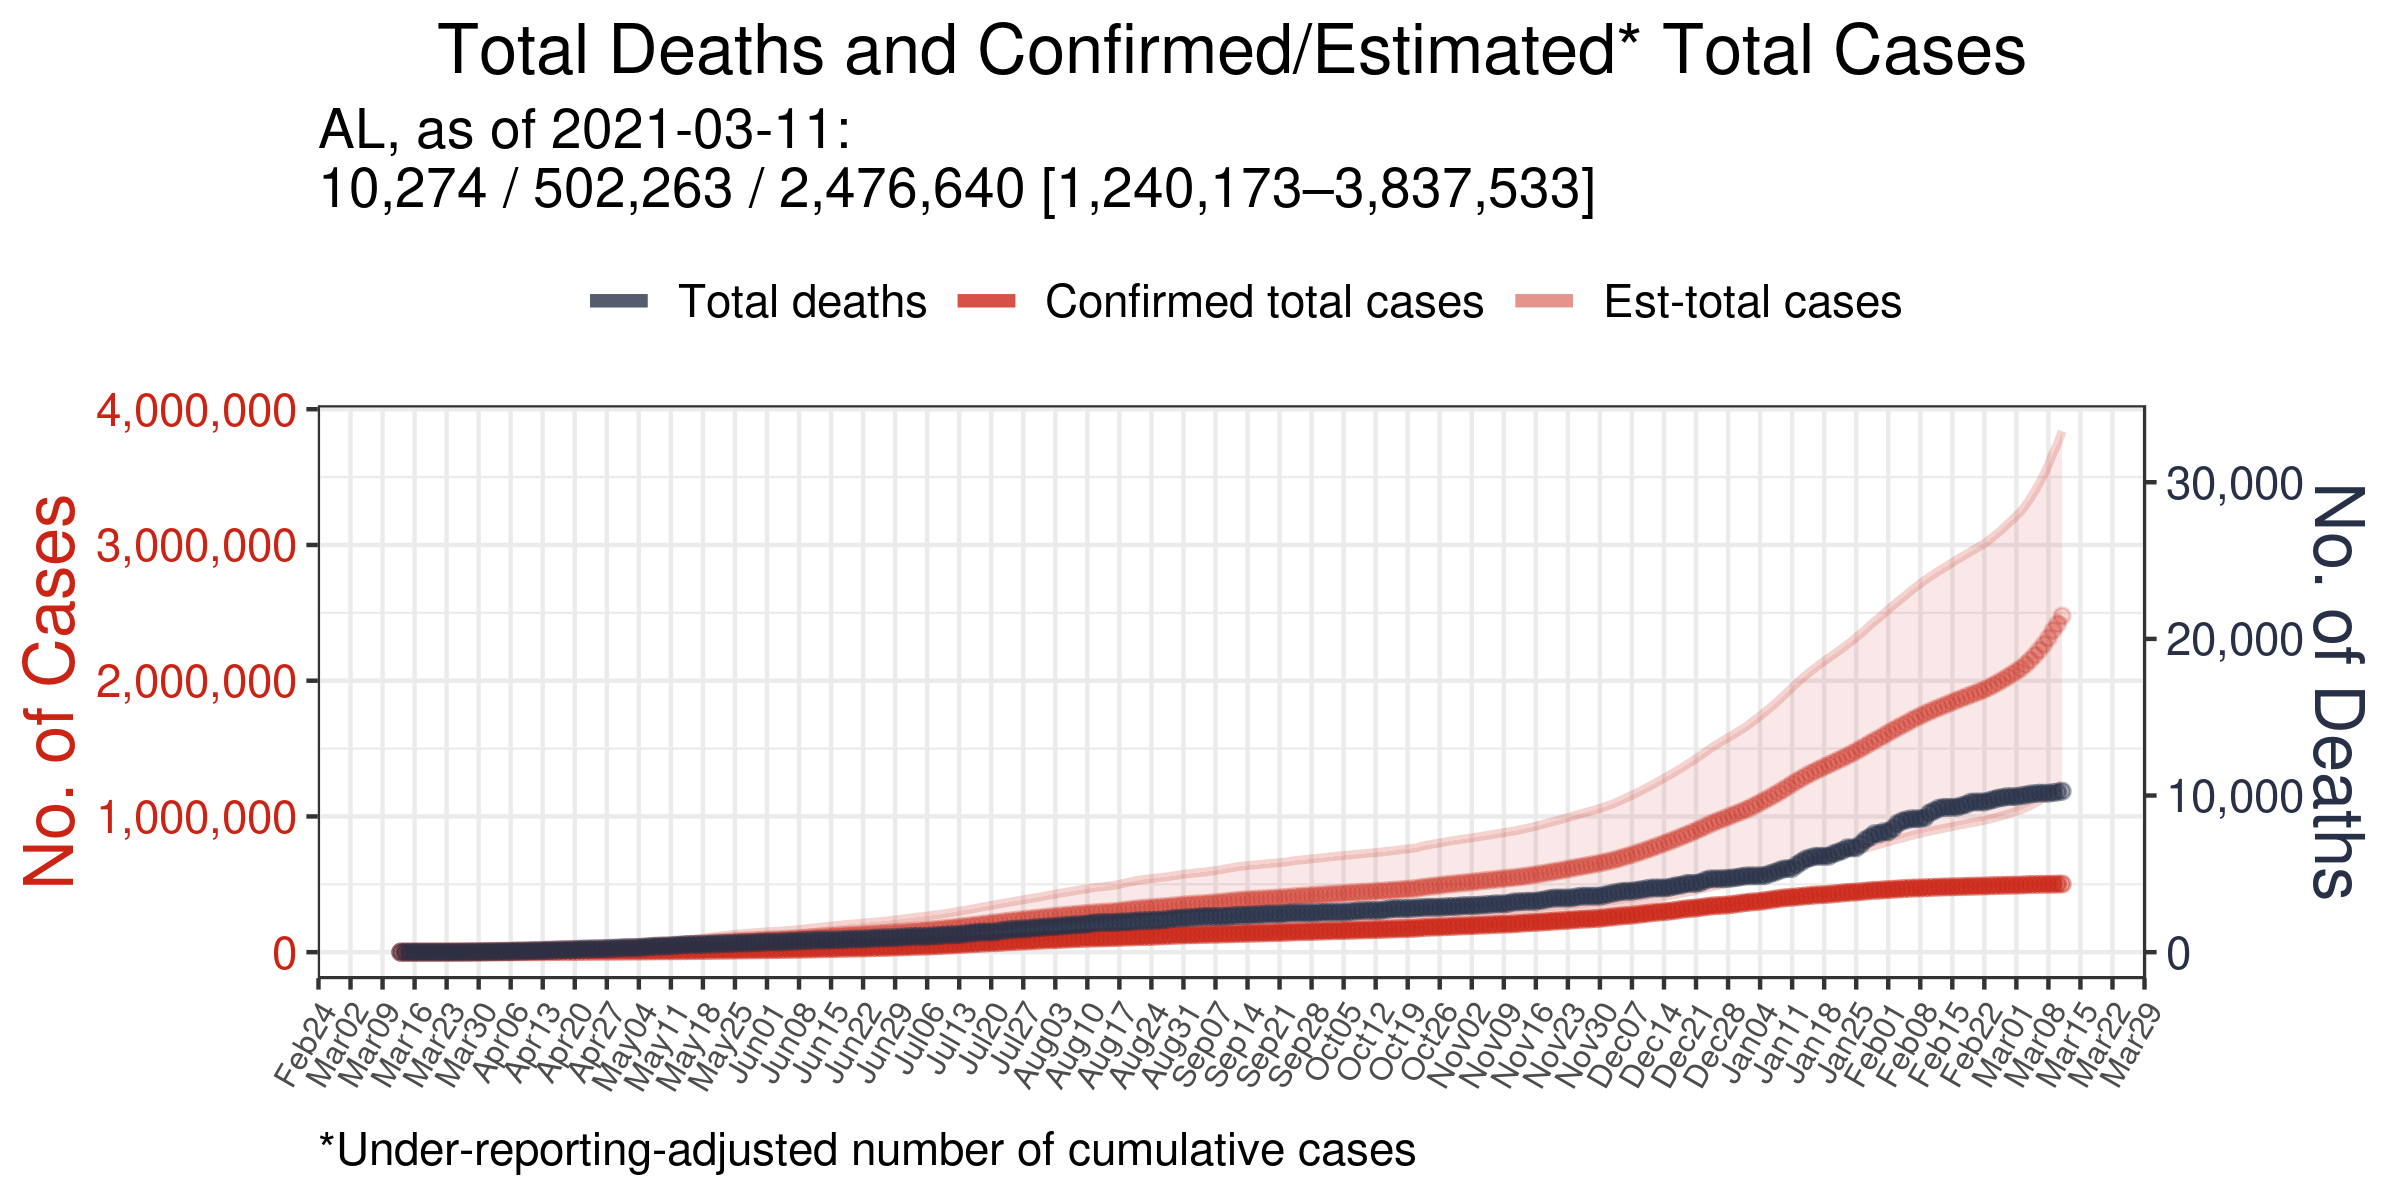 Total Deaths and Confirmed/Estimated* Total Cases
AL, as of 2021-03-11:
10,274 / 502,263 / 2,476,640 [1,240,173–3,837,533]
Total deaths
Confirmed total cases
Est-total cases
No. of Cases
4,000,000
3,000,000
2,000,000
1,000,000
0
30,000
20,000
10,000
0
No. of Deaths
Feb24
Mar02
Mar09
Mar16
Mar23
Mar30
Apr06
Apr13
Apr20
Apr27
May04
May11
May18
May25
Jun01
Jun08
Jun15
Jun22
Jun29
Jul06
Jul13
Jul20
Jul27
Aug03
Aug10
Aug17
Aug24
Aug31
Sep07
Sep14
Sep21
Sep28
Oct05
Oct12
Oct19
Oct26
Nov02
Nov09
Nov16
Nov23
Nov30
Dec07
Dec14
Dec21
Dec28
Jan04
Jan11
Jan18
Jan25
Feb01
Feb08
Feb15
Feb22
Mar01
Mar08
Mar15
Mar22
Mar29
*Under-reporting-adjusted number of cumulative cases